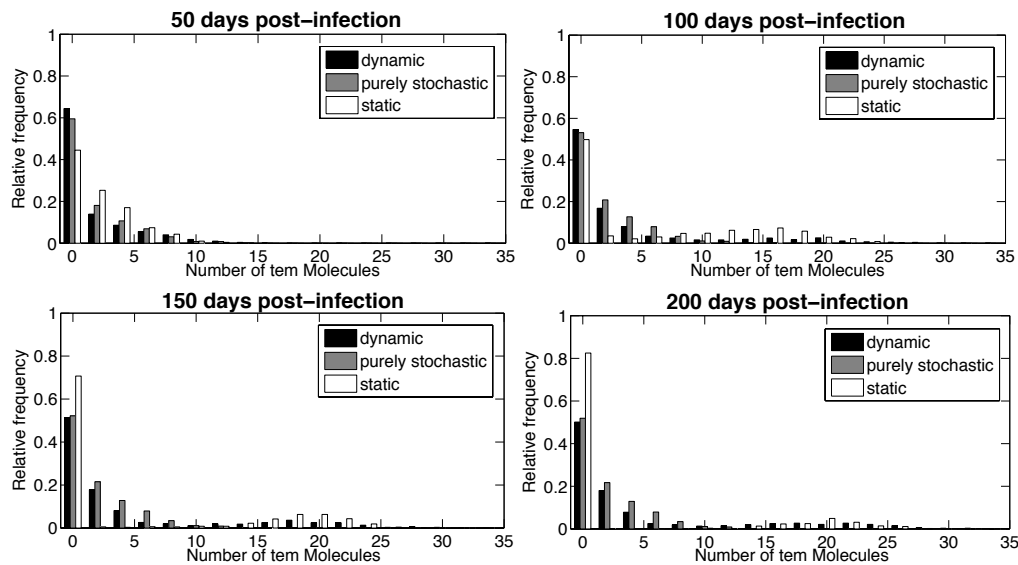 50 days post-infection
1
0.8
0.6
0.4
0.2
0
Relative frequency
dynamic
purely stochastic
static
0 5 10 15 20 25 30 35
Number of tem Molecules
100 days post-infection
1
0.8
0.6
0.4
0.2
0
Relative frequency
dynamic
purely stochastic
static
0 5 10 15 20 25 30 35
Number of tem Molecules
150 days post-infection
1
0.8
0.6
0.4
0.2
0
Relative frequency
dynamic
purely stochastic
static
0 5 10 15 20 25 30 35
Number of tem Molecules
200 days post-infection
1
0.8
0.6
0.4
0.2
0
Relative frequency
dynamic
purely stochastic
static
0 5 10 15 20 25 30 35
Number of tem Molecules